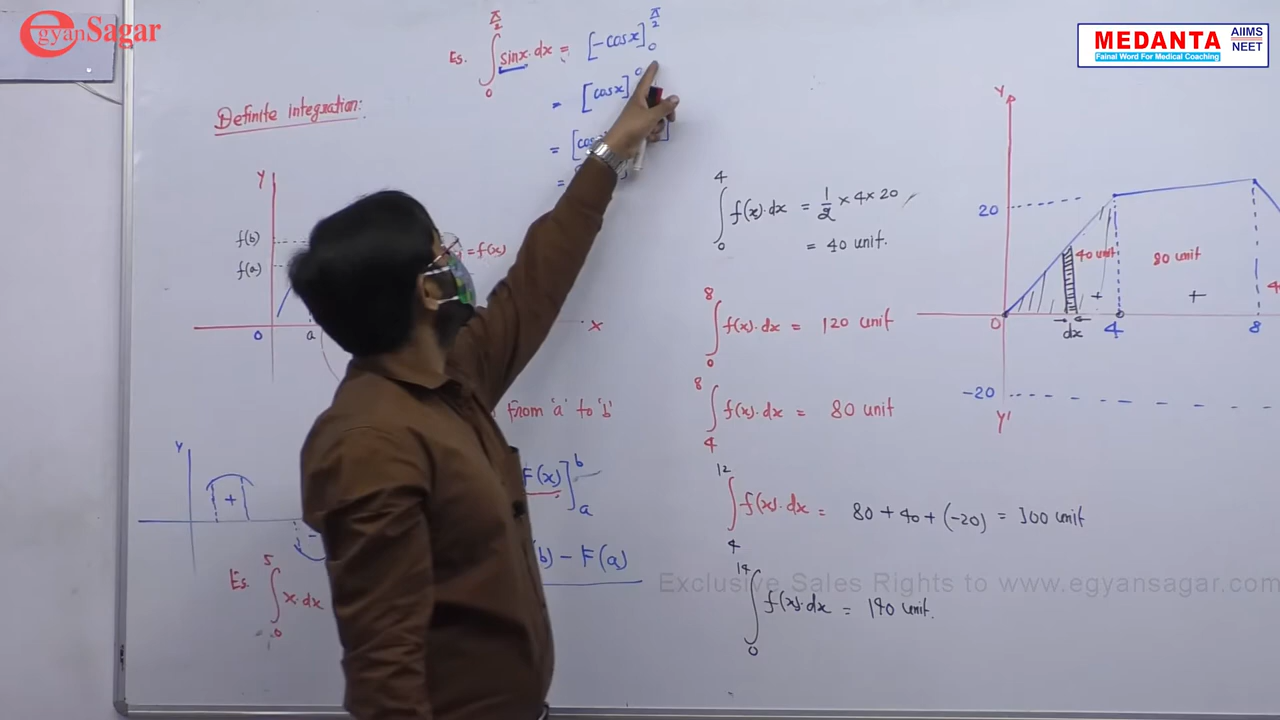 egyanSagar
MEDANTA AIIMS NEET
Fainal Word For Medical Coaching
Definite integration:
Es. ∫₀^(π/2) sinx·dx = [-cosx]₀^(π/2)
= [cosx]
=
=
Y
f(b)
f(a)
= f(x)
0 a X
From 'a' to 'b'
F(x)]ₐᵇ
(b) - F(a)
Y
+
-
Es. ∫₀⁵ x·dx
∫₀⁴ f(x)·dx = 1/2 × 4 × 20
= 40 unit.
∫₀⁸ f(x)·dx = 120 unit
∫₄⁸ f(x)·dx = 80 unit
∫₄¹² f(x)·dx = 80 + 40 + (-20) = 100 unit
∫₀¹⁴ f(x)·dx = 140 unit.
Y
20
40 unit 80 unit
+ +
0 dx 4 8
-20
Y'
Exclusive Sales Rights to www.egyansagar.com